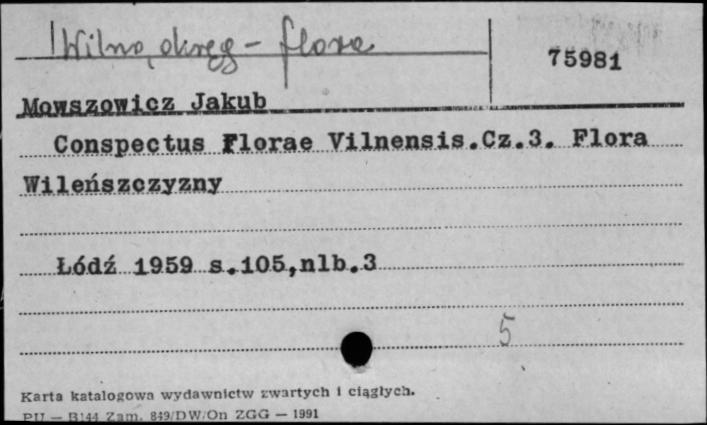 Wilno, okręg - flora
75981
Mowszowicz Jakub
Conspectus Florae Vilnensis.Cz.3. Flora
Wileńszczyzny
Łódź 1959 s.105,nlb.3
5
Karta katalogowa wydawnictw zwartych i ciągłych.
PU — B144 Zam. 849/DW/On ZGG — 1991